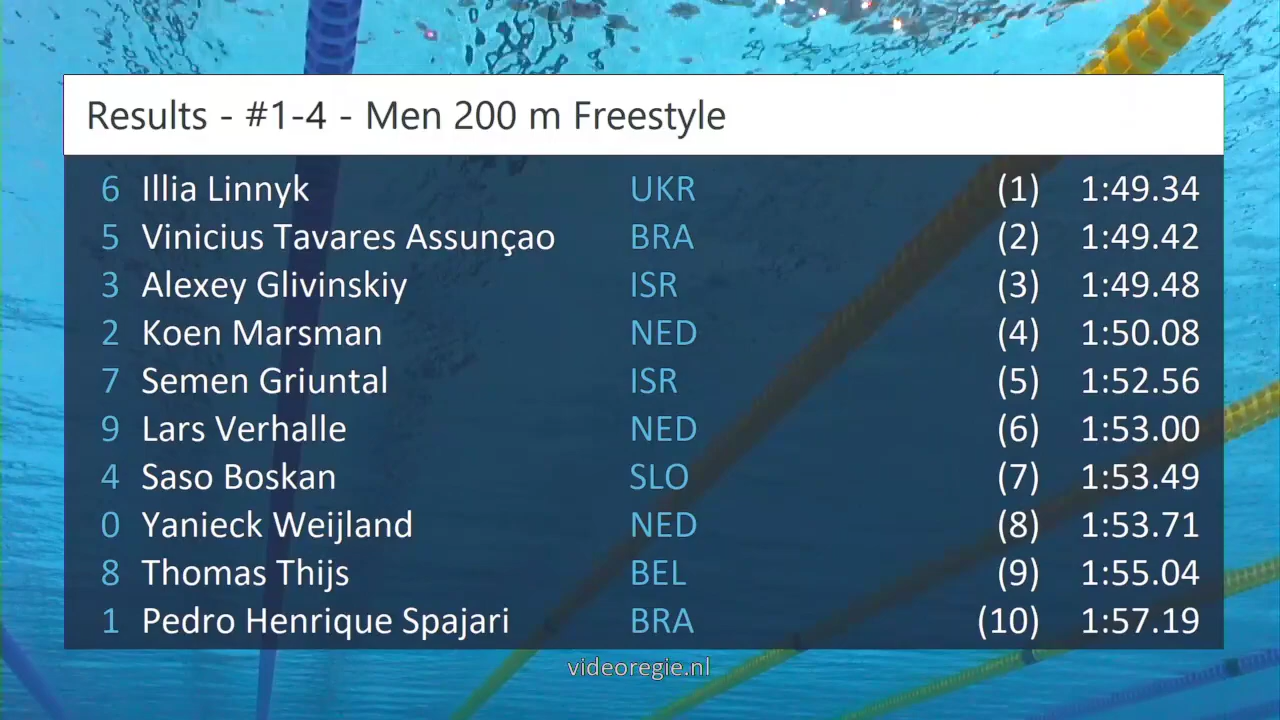 Results - #1-4 - Men 200 m Freestyle
6 Illia Linnyk UKR (1) 1:49.34
5 Vinicius Tavares Assunçao BRA (2) 1:49.42
3 Alexey Glivinskiy ISR (3) 1:49.48
2 Koen Marsman NED (4) 1:50.08
7 Semen Griuntal ISR (5) 1:52.56
9 Lars Verhalle NED (6) 1:53.00
4 Saso Boskan SLO (7) 1:53.49
0 Yanieck Weijland NED (8) 1:53.71
8 Thomas Thijs BEL (9) 1:55.04
1 Pedro Henrique Spajari BRA (10) 1:57.19
videoregie.nl